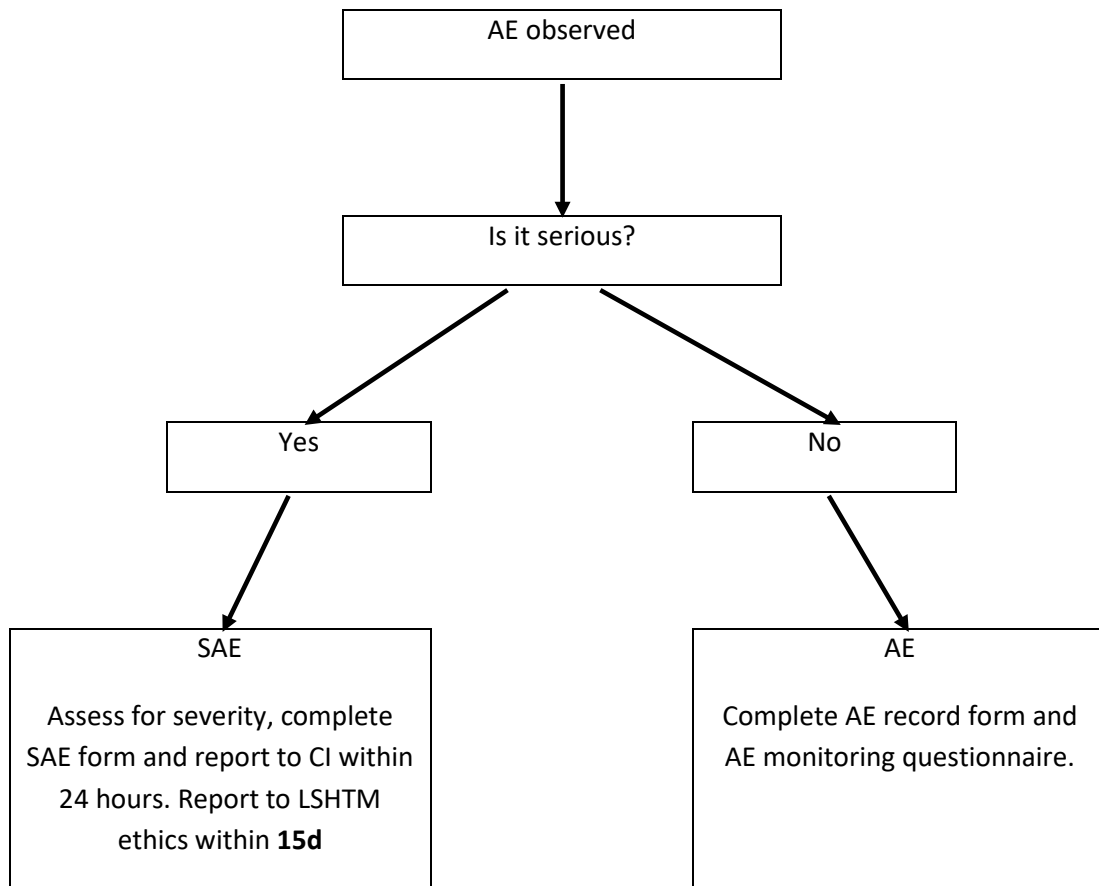 AE observed
Is it serious?
Yes
No
SAE
Assess for severity, complete
SAE form and report to CI within
24 hours. Report to LSHTM
ethics within 15d
AE
Complete AE record form and
AE monitoring questionnaire.